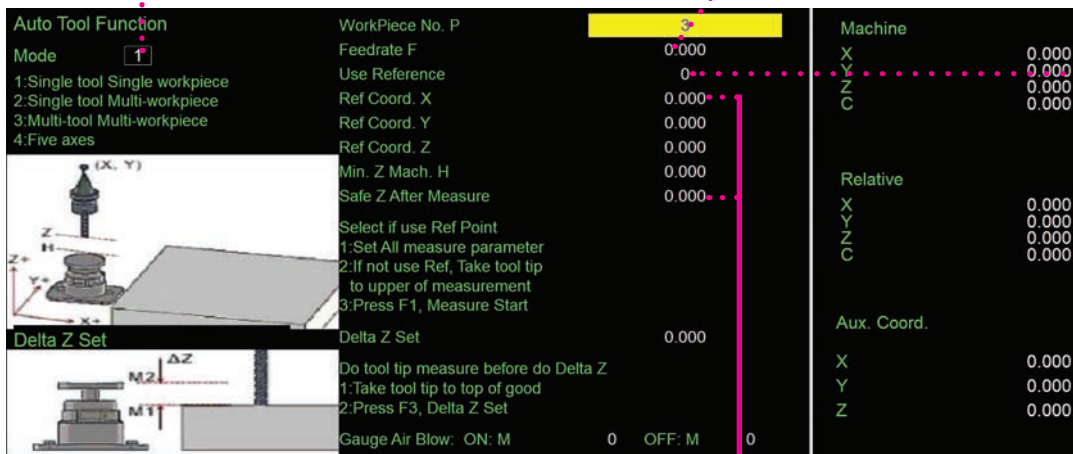 Auto Tool Function
Mode 1
1:Single tool Single workpiece
2:Single tool Multi-workpiece
3:Multi-tool Multi-workpiece
4:Five axes
(X, Y)
Z
H
Z+
Y+
X+
Delta Z Set
ΔZ
M2
M1
WorkPiece No. P 3
Feedrate F 0.000
Use Reference 0
Ref Coord. X 0.000
Ref Coord. Y 0.000
Ref Coord. Z 0.000
Min. Z Mach. H 0.000
Safe Z After Measure 0.000
Select if use Ref Point
1:Set All measure parameter
2:If not use Ref, Take tool tip
to upper of measurement
3:Press F1, Measure Start
Delta Z Set 0.000
Do tool tip measure before do Delta Z
1:Take tool tip to top of good
2:Press F3, Delta Z Set
Gauge Air Blow: ON: M 0 OFF: M 0
Machine
X 0.000
Y 0.000
Z 0.000
C 0.000
Relative
X 0.000
Y 0.000
Z 0.000
C 0.000
Aux. Coord.
X 0.000
Y 0.000
Z 0.000